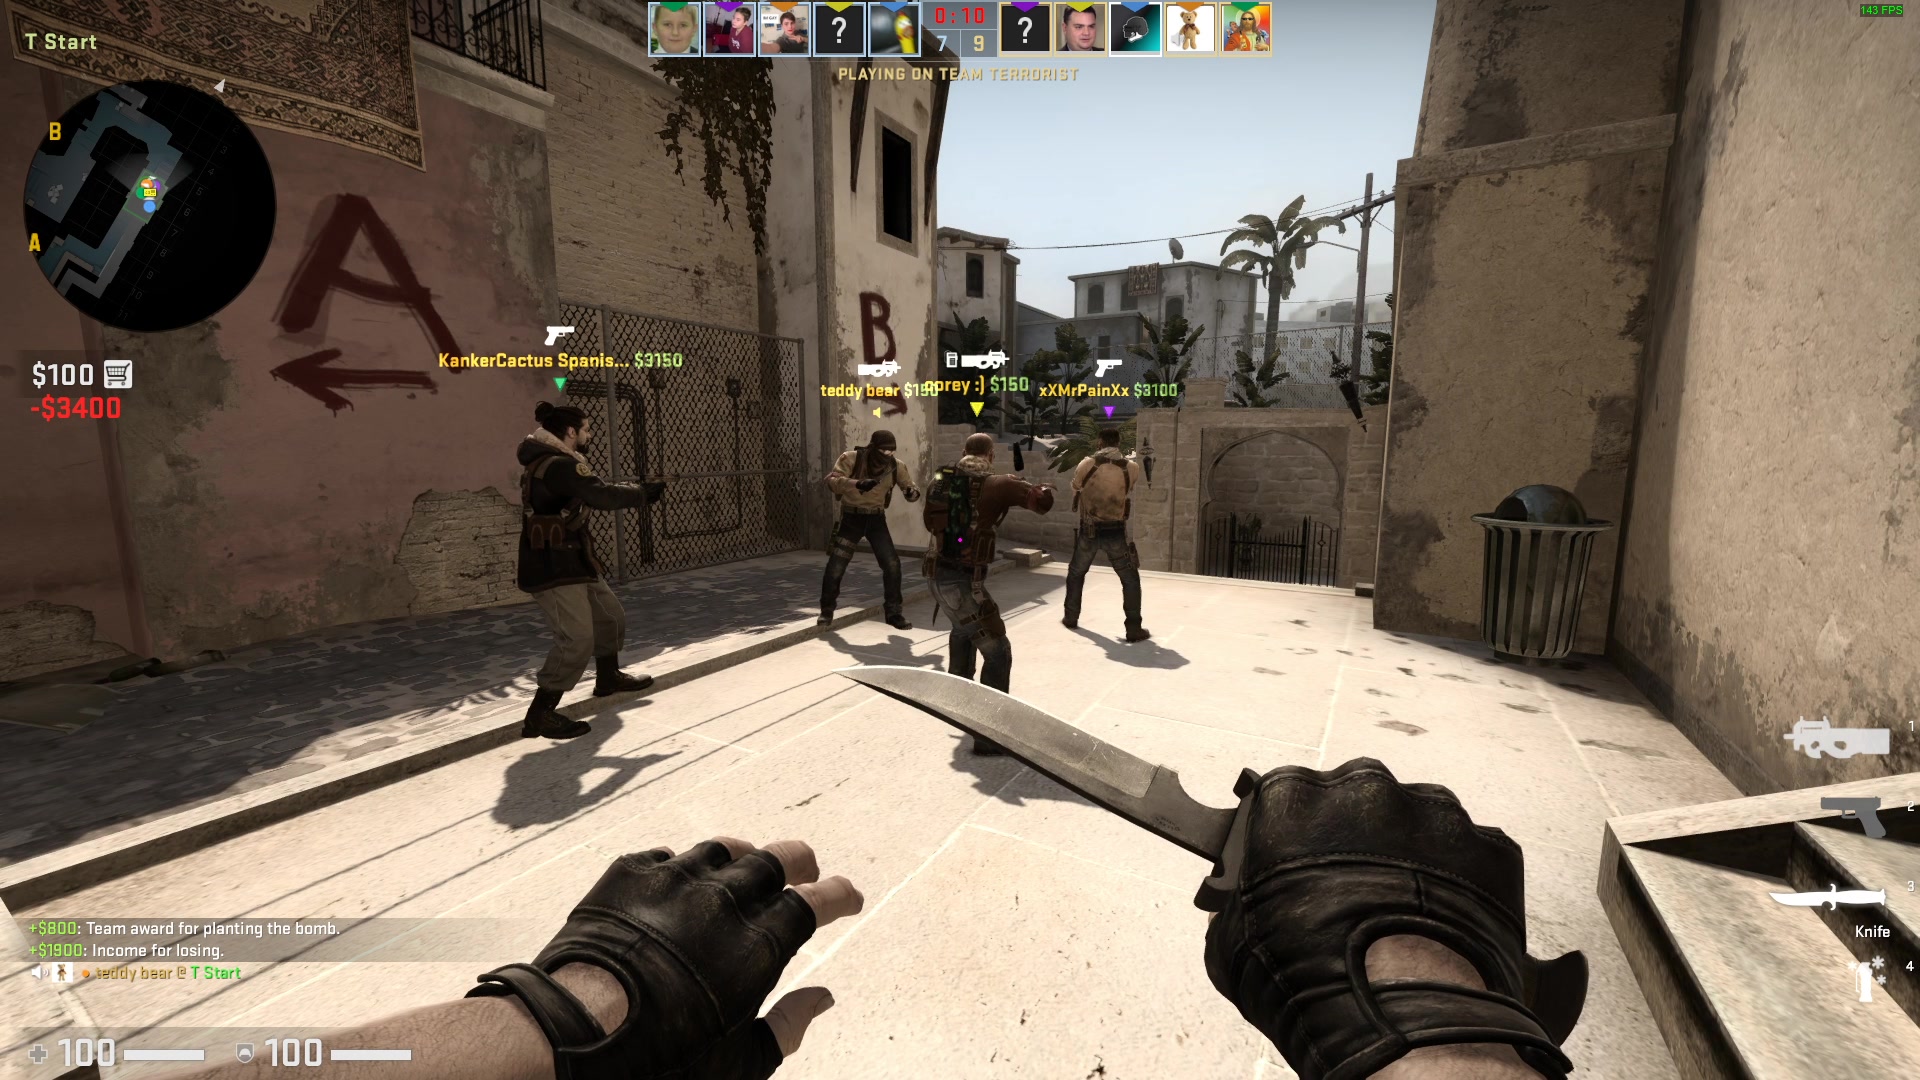 143 FPS
T Start
? 0:10 ?
7 9
PLAYING ON TEAM TERRORIST
B
A
A
B
$100
-$3400
KankerCactus Spanis... $3150
teddy bear $150
corey :) $150
xXMrPainXx $3100
1
2
3
Knife
4
+$800: Team award for planting the bomb.
+$1900: Income for losing.
teddy bear @ T Start
100 100